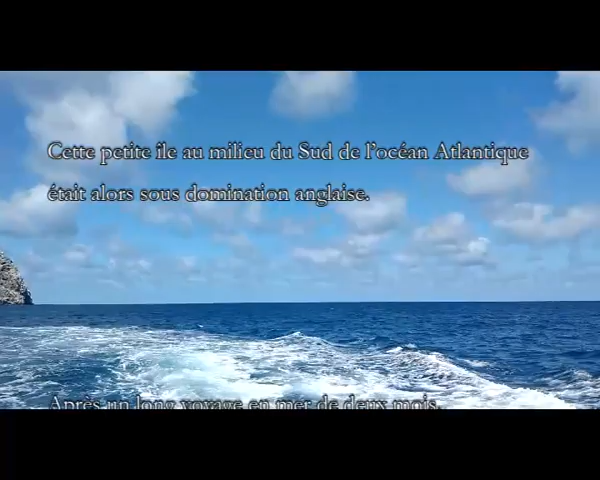 Cette petite île au milieu du Sud de l'océan Atlantique
était alors sous domination anglaise.
Après un long voyage en mer de deux mois,